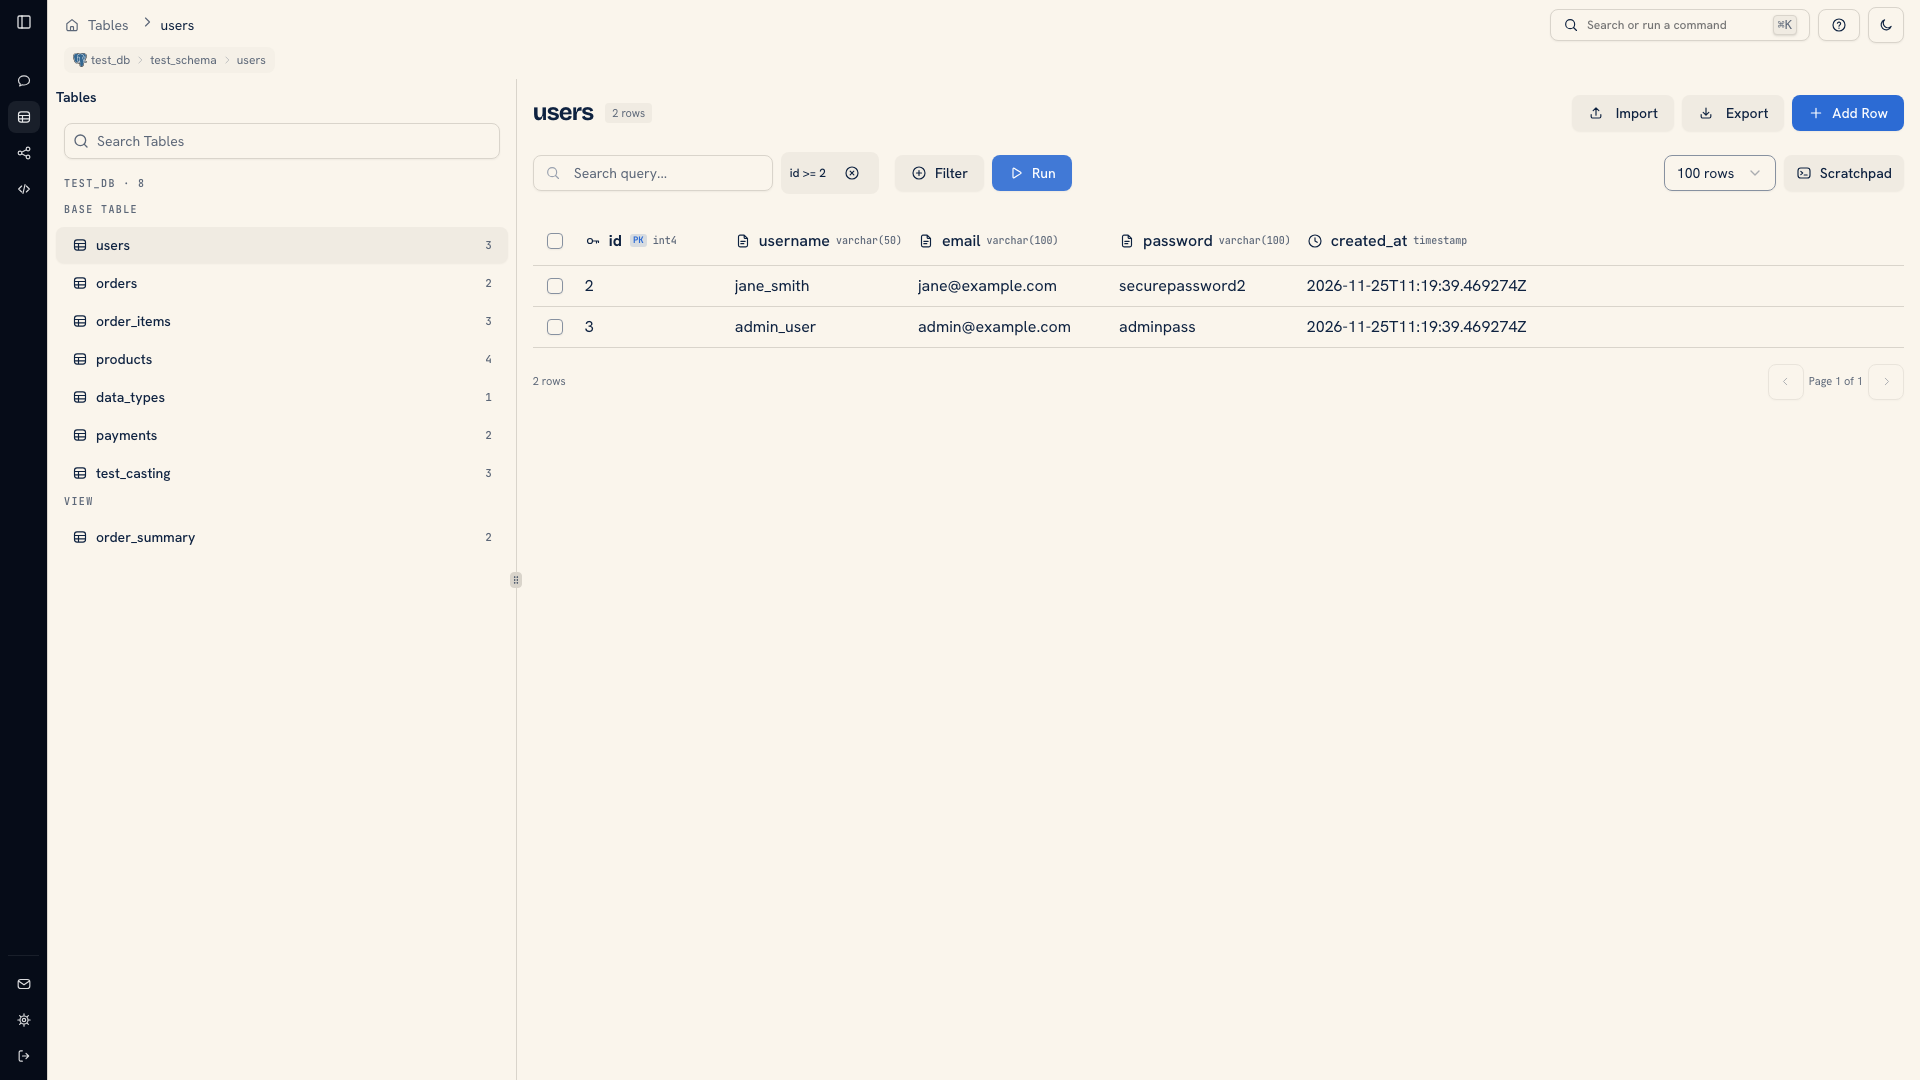 Tables > users
Search or run a command ⌘K
test_db > test_schema > users
Tables
Search Tables
TEST_DB · 8
BASE TABLE
users 3
orders 2
order_items 3
products 4
data_types 1
payments 2
test_casting 3
VIEW
order_summary 2
users 2 rows
Import Export Add Row
Search query... id >= 2 Filter Run 100 rows Scratchpad
id PK int4 username varchar(50) email varchar(100) password varchar(100) created_at timestamp
2 jane_smith jane@example.com securepassword2 2026-11-25T11:19:39.469274Z
3 admin_user admin@example.com adminpass 2026-11-25T11:19:39.469274Z
2 rows Page 1 of 1